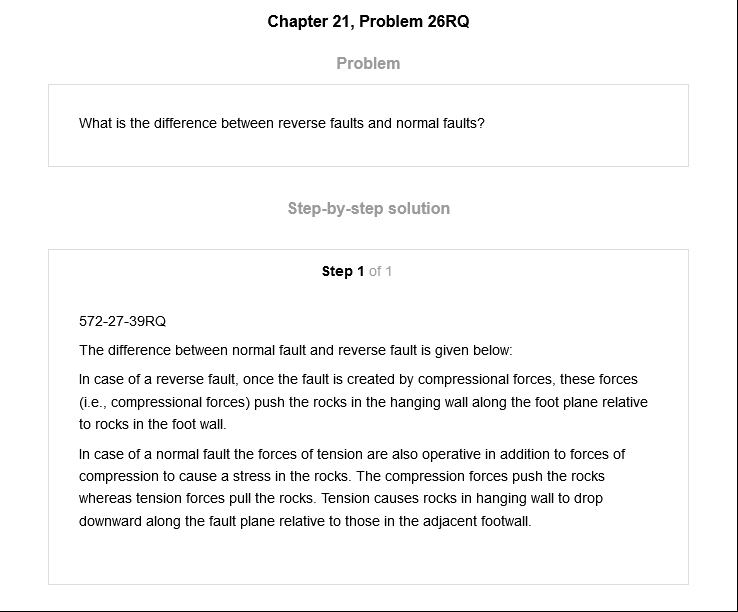 Chapter 21, Problem 26RQ
Problem
What is the difference between reverse faults and normal faults?
Step-by-step solution
Step 1 of 1
572-27-39RQ
The difference between normal fault and reverse fault is given below:
In case of a reverse fault, once the fault is created by compressional forces, these forces
(i.e., compressional forces) push the rocks in the hanging wall along the foot plane relative
to rocks in the foot wall.
In case of a normal fault the forces of tension are also operative in addition to forces of
compression to cause a stress in the rocks. The compression forces push the rocks
whereas tension forces pull the rocks. Tension causes rocks in hanging wall to drop
downward along the fault plane relative to those in the adjacent footwall.